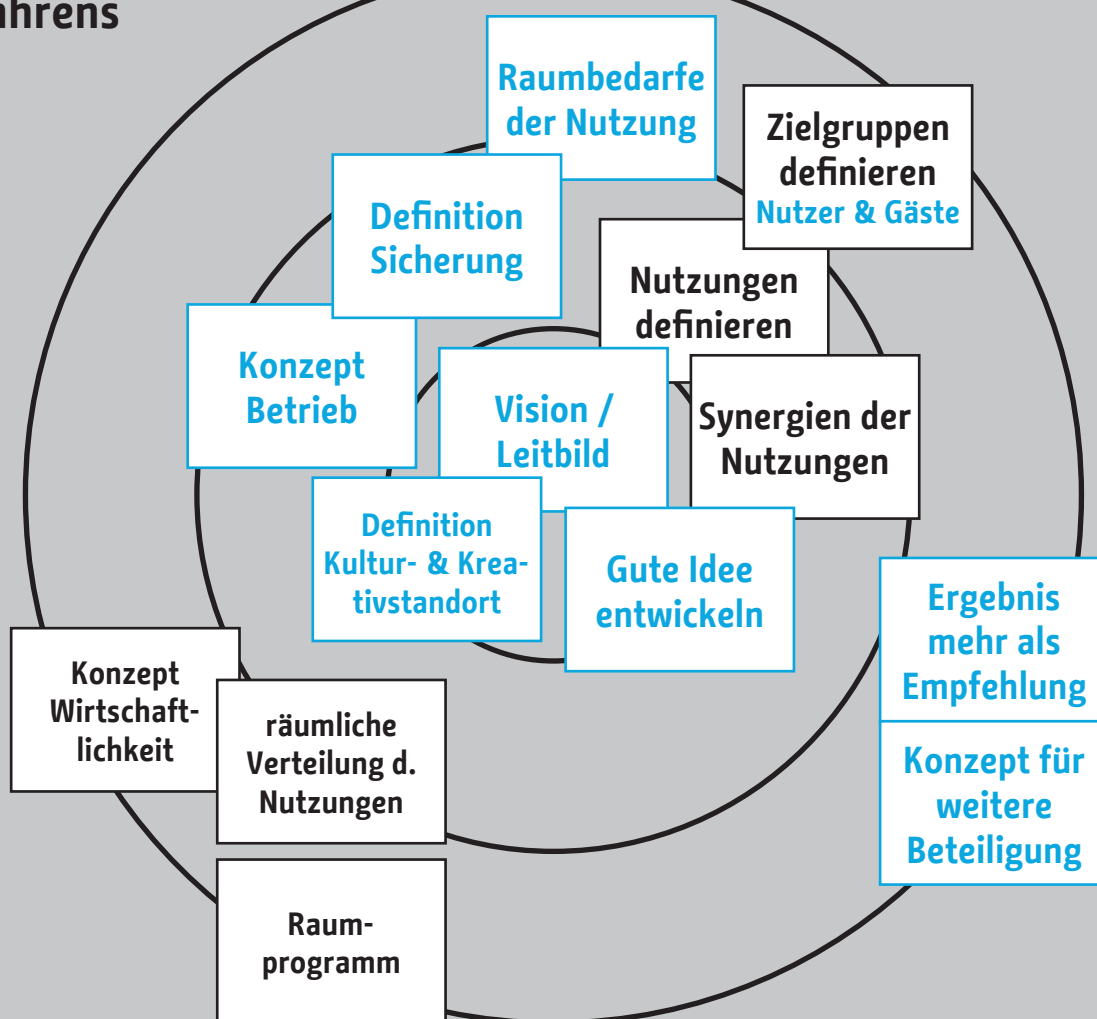 ahrens
Raumbedarfe
der Nutzung
Zielgruppen
definieren
Nutzer & Gäste
Definition
Sicherung
Nutzungen
definieren
Konzept
Betrieb
Vision /
Leitbild
Synergien der
Nutzungen
Definition
Kultur- & Krea-
tivstandort
Gute Idee
entwickeln
Ergebnis
mehr als
Empfehlung
Konzept
Wirtschaft-
lichkeit
räumliche
Verteilung d.
Nutzungen
Konzept für
weitere
Beteiligung
Raum-
programm